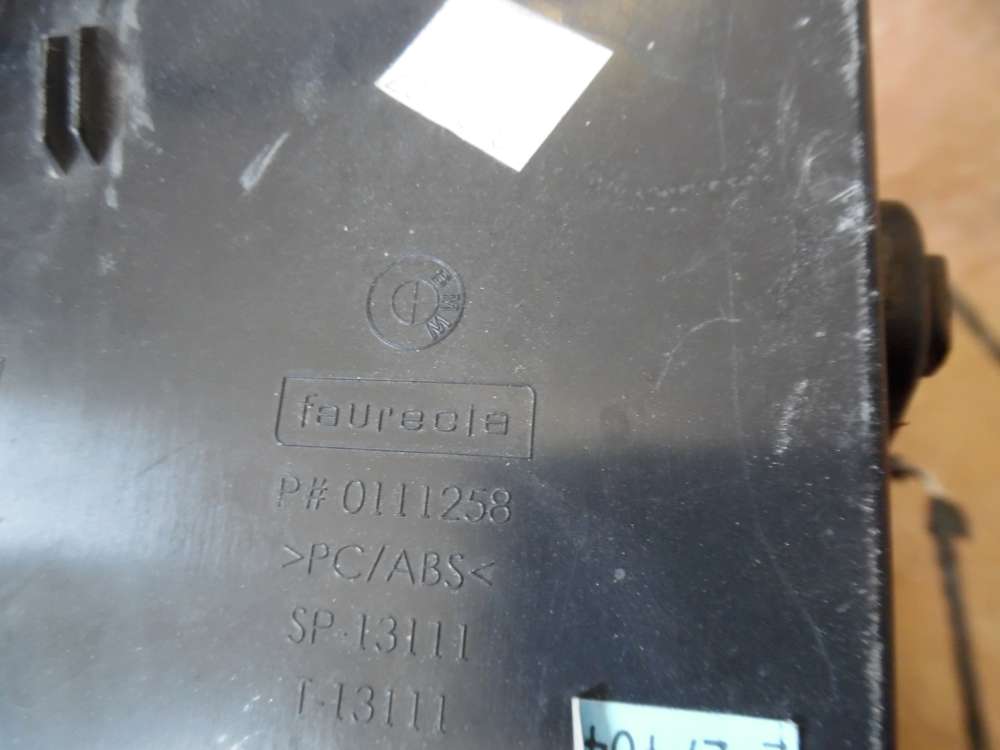 BMW
faurecia
P# 0111258
>PC/ABS<
SP-13111
T-13111